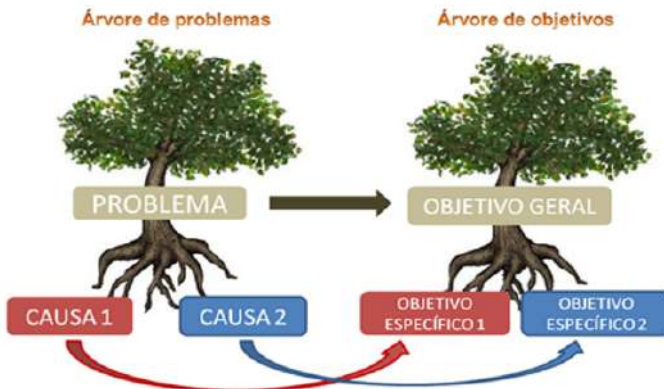 Árvore de problemas
Árvore de objetivos
PROBLEMA
OBJETIVO GERAL
CAUSA 1
CAUSA 2
OBJETIVO
ESPECÍFICO 1
OBJETIVO
ESPECÍFICO 2